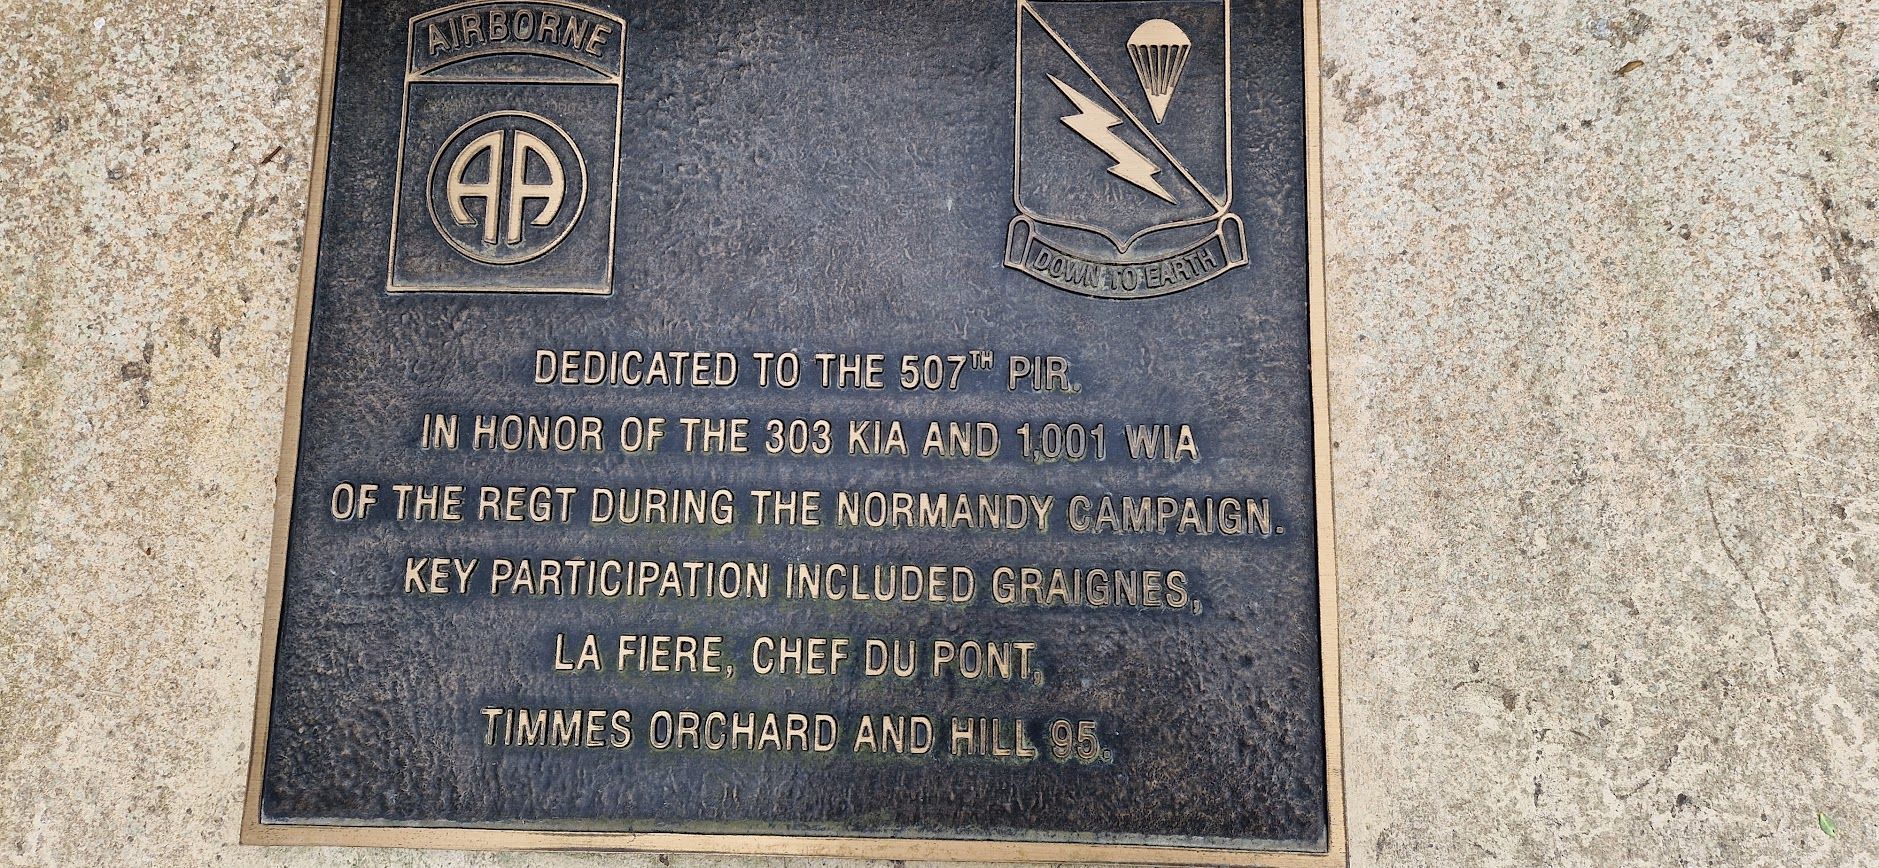 AIRBORNE
AA
DOWN TO EARTH
DEDICATED TO THE 507TH PIR.
IN HONOR OF THE 303 KIA AND 1,001 WIA
OF THE REGT DURING THE NORMANDY CAMPAIGN.
KEY PARTICIPATION INCLUDED GRAIGNES,
LA FIERE, CHEF DU PONT,
TIMMES ORCHARD AND HILL 95.